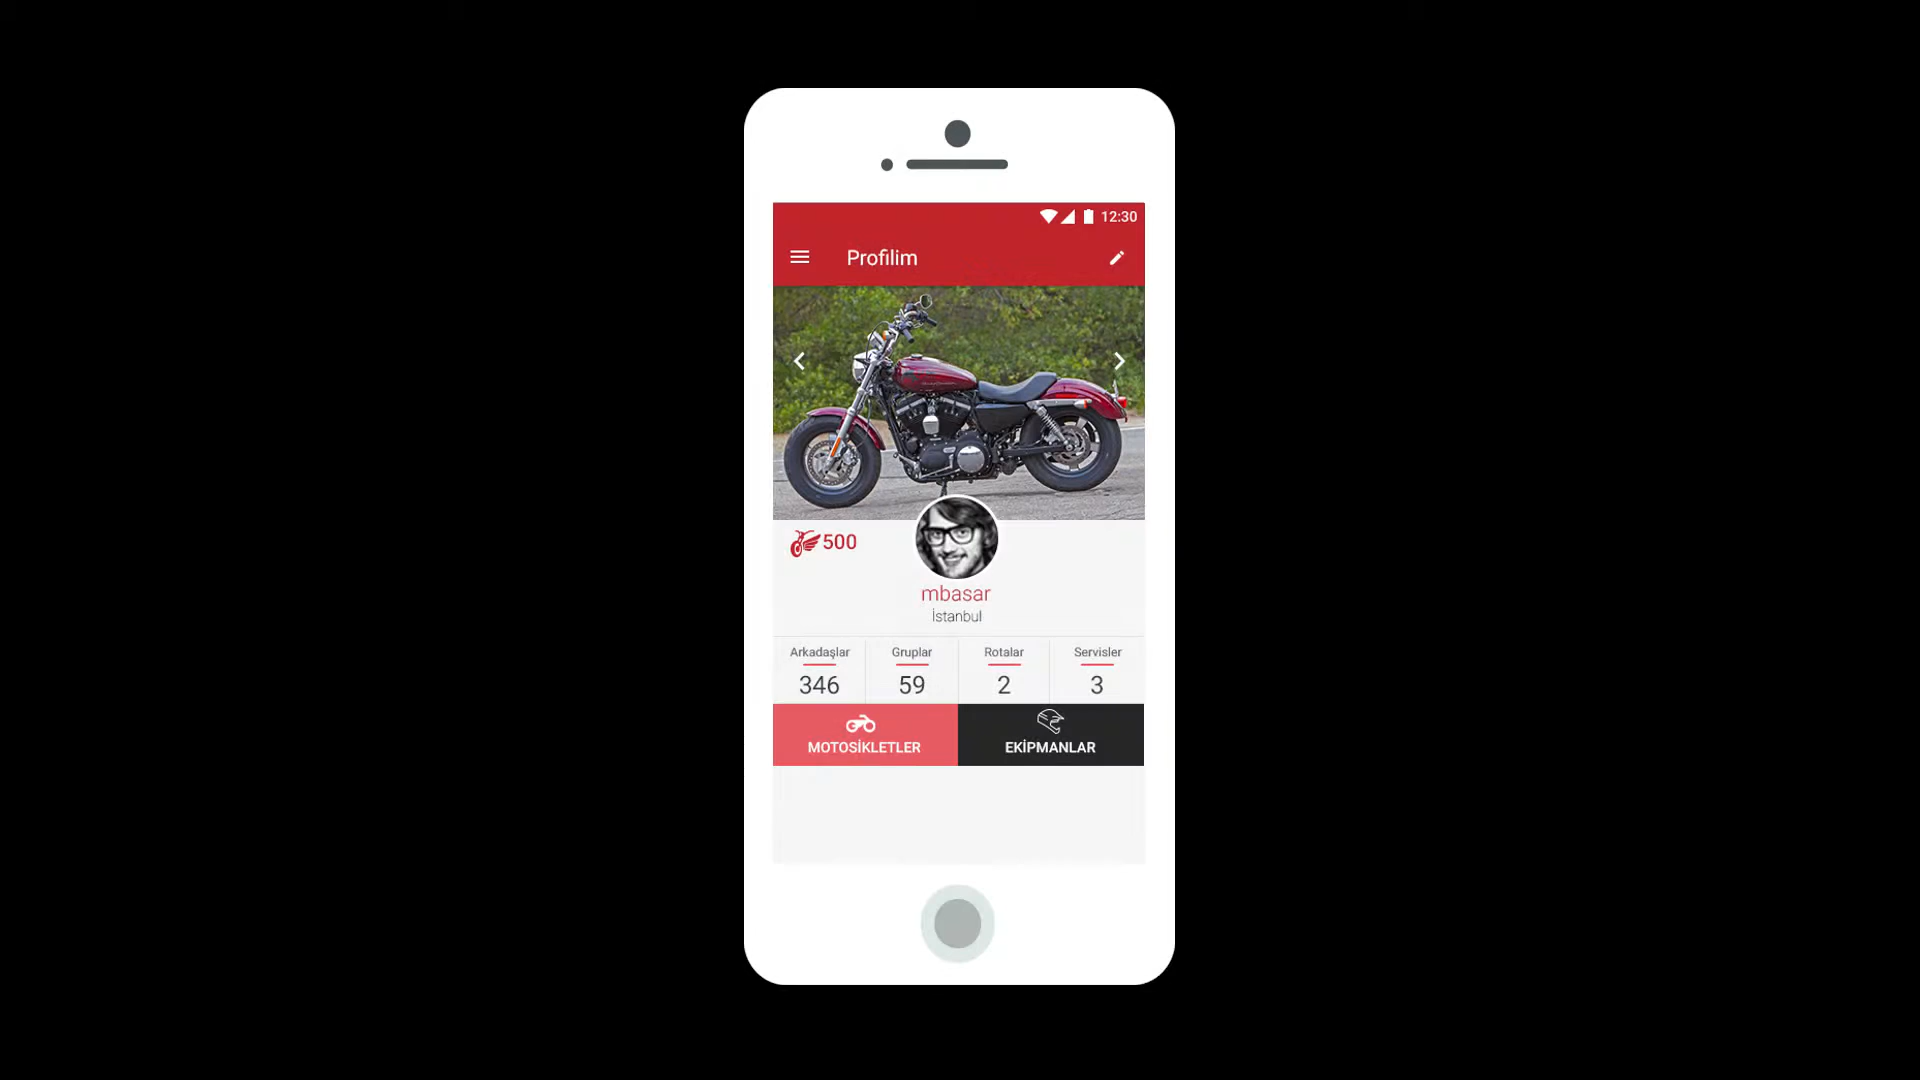 12:30
Profilim
500
mbasar
İstanbul
Arkadaşlar Gruplar Rotalar Servisler
346 59 2 3
MOTOSİKLETLER EKİPMANLAR